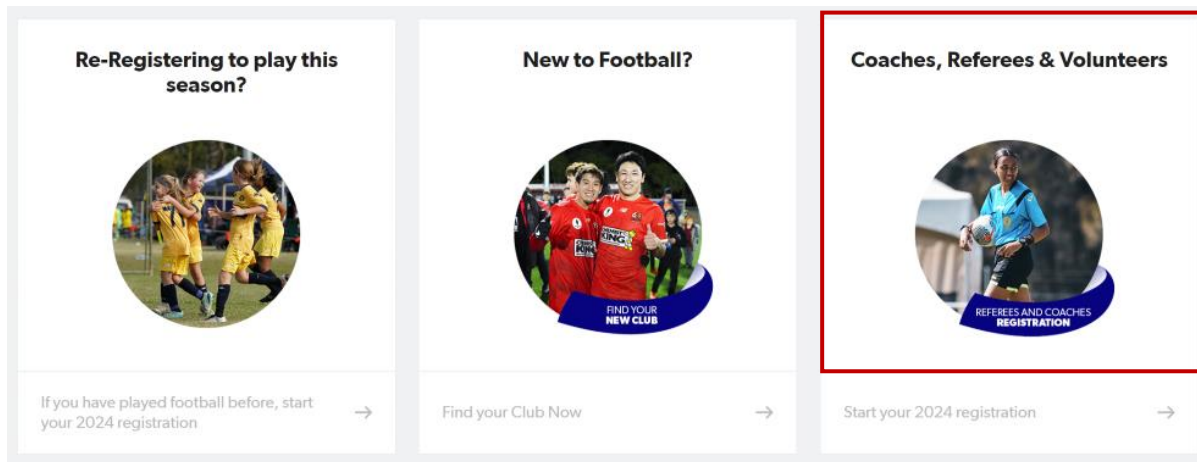 Re-Registering to play this
season?
If you have played football before, start
your 2024 registration
New to Football?
KING
FIND YOUR
NEW CLUB
Find your Club Now
Coaches, Referees & Volunteers
REFEREES AND COACHES
REGISTRATION
Start your 2024 registration